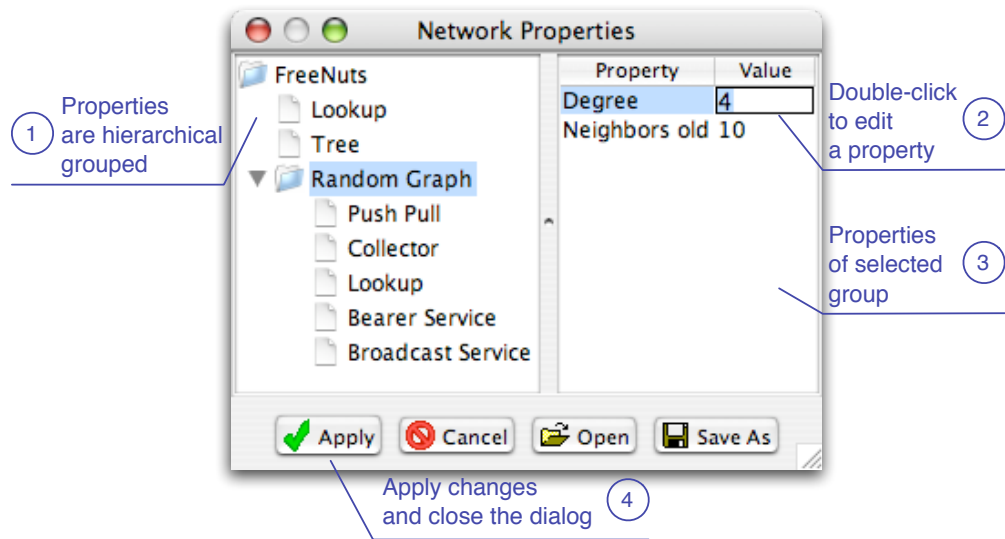 Network Properties
FreeNuts
Lookup
Tree
Random Graph
Push Pull
Collector
Lookup
Bearer Service
Broadcast Service
Property Value
Degree 4
Neighbors old 10
Apply Cancel Open Save As
1
Properties
are hierarchical
grouped
Double-click
to edit
a property
2
Properties
of selected
group
3
Apply changes
and close the dialog
4